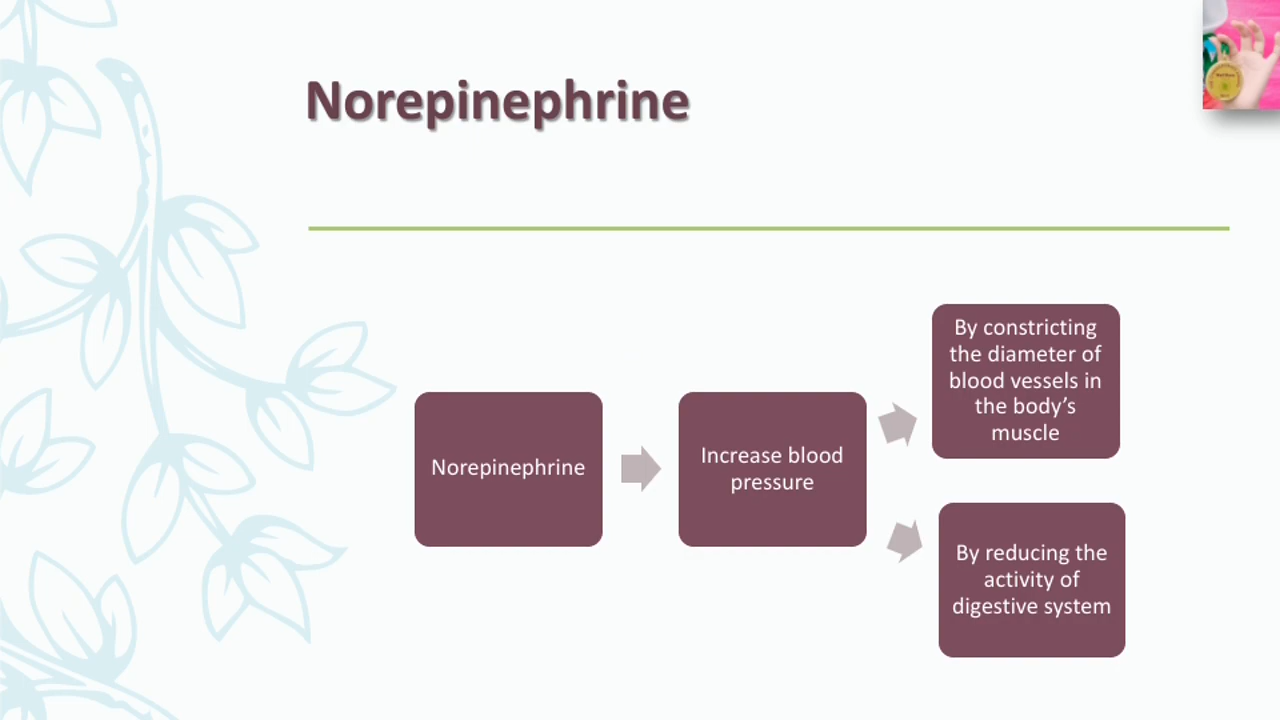 Norepinephrine
Norepinephrine
Increase blood
pressure
By constricting
the diameter of
blood vessels in
the body’s
muscle
By reducing the
activity of
digestive system